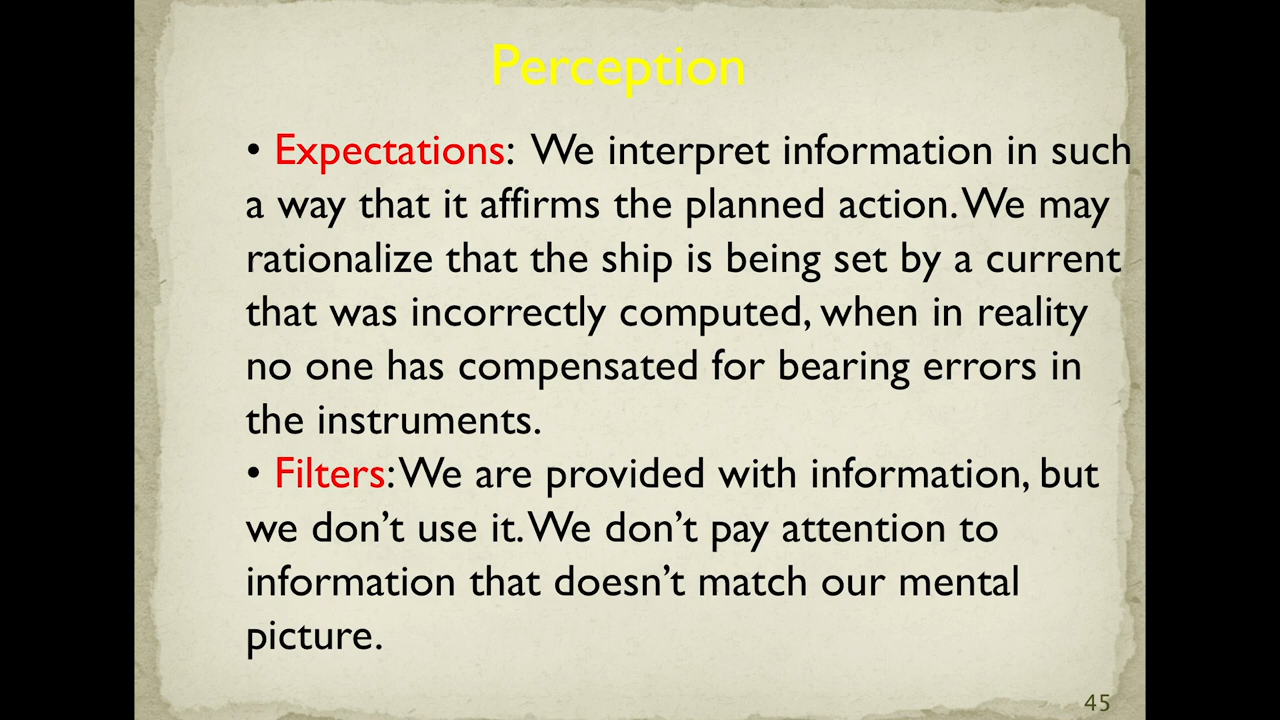 Perception
• Expectations: We interpret information in such
a way that it affirms the planned action. We may
rationalize that the ship is being set by a current
that was incorrectly computed, when in reality
no one has compensated for bearing errors in
the instruments.
• Filters: We are provided with information, but
we don’t use it. We don’t pay attention to
information that doesn’t match our mental
picture.
45